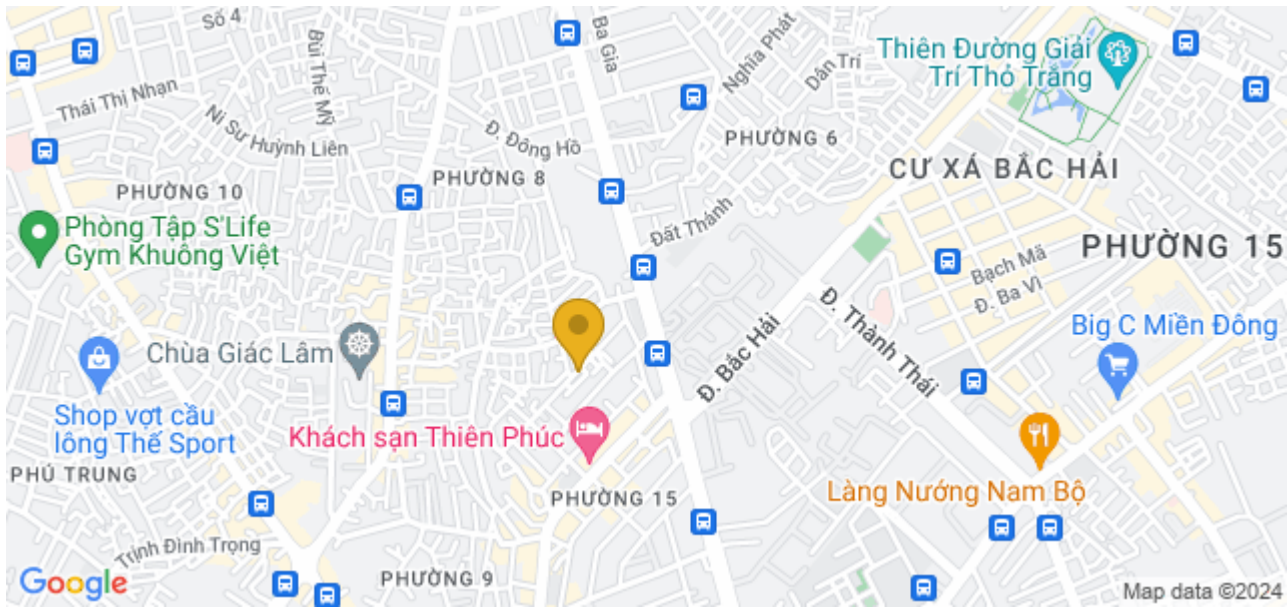 Số 4
Ba Gia
Bùi Thế Mỹ
Nghĩa Phát
Dân Trí
Thiên Đường Giải
Trí Thỏ Trắng
Thái Thị Nhạn
Ni Sư Huỳnh Liên
Đ. Đông Hồ
PHƯỜNG 6
PHƯỜNG 10
PHƯỜNG 8
CƯ XÁ BẮC HẢI
Phòng Tập S'Life
Gym Khuông Việt
Đất Thánh
PHƯỜNG 15
Bạch Mã
Đ. Ba Vì
Đ. Thành Thái
Big C Miền Đông
Chùa Giác Lâm
Đ. Bắc Hải
Shop vợt cầu
lông Thế Sport
Khách sạn Thiên Phúc
PHÚ TRUNG
PHƯỜNG 15
Làng Nướng Nam Bộ
Trịnh Đình Trọng
PHƯỜNG 9
Google
Map data ©2024